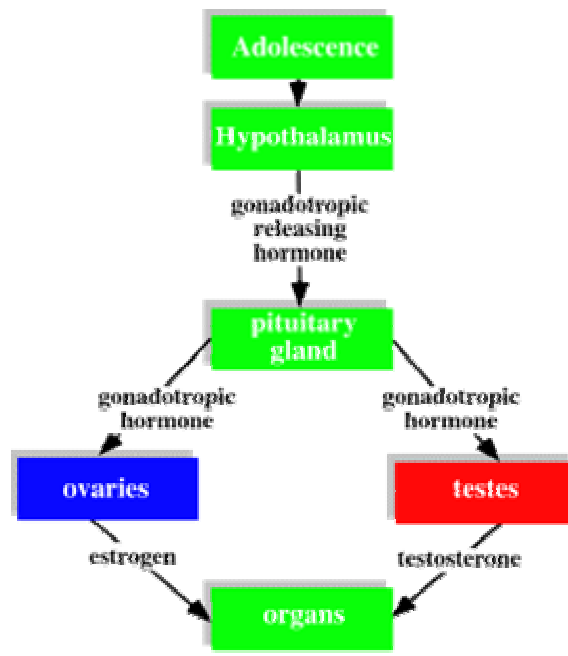 Adolescence
Hypothalamus
gonadotropic
releasing
hormone
pituitary
gland
gonadotropic
hormone
gonadotropic
hormone
ovaries
testes
estrogen
testosterone
organs